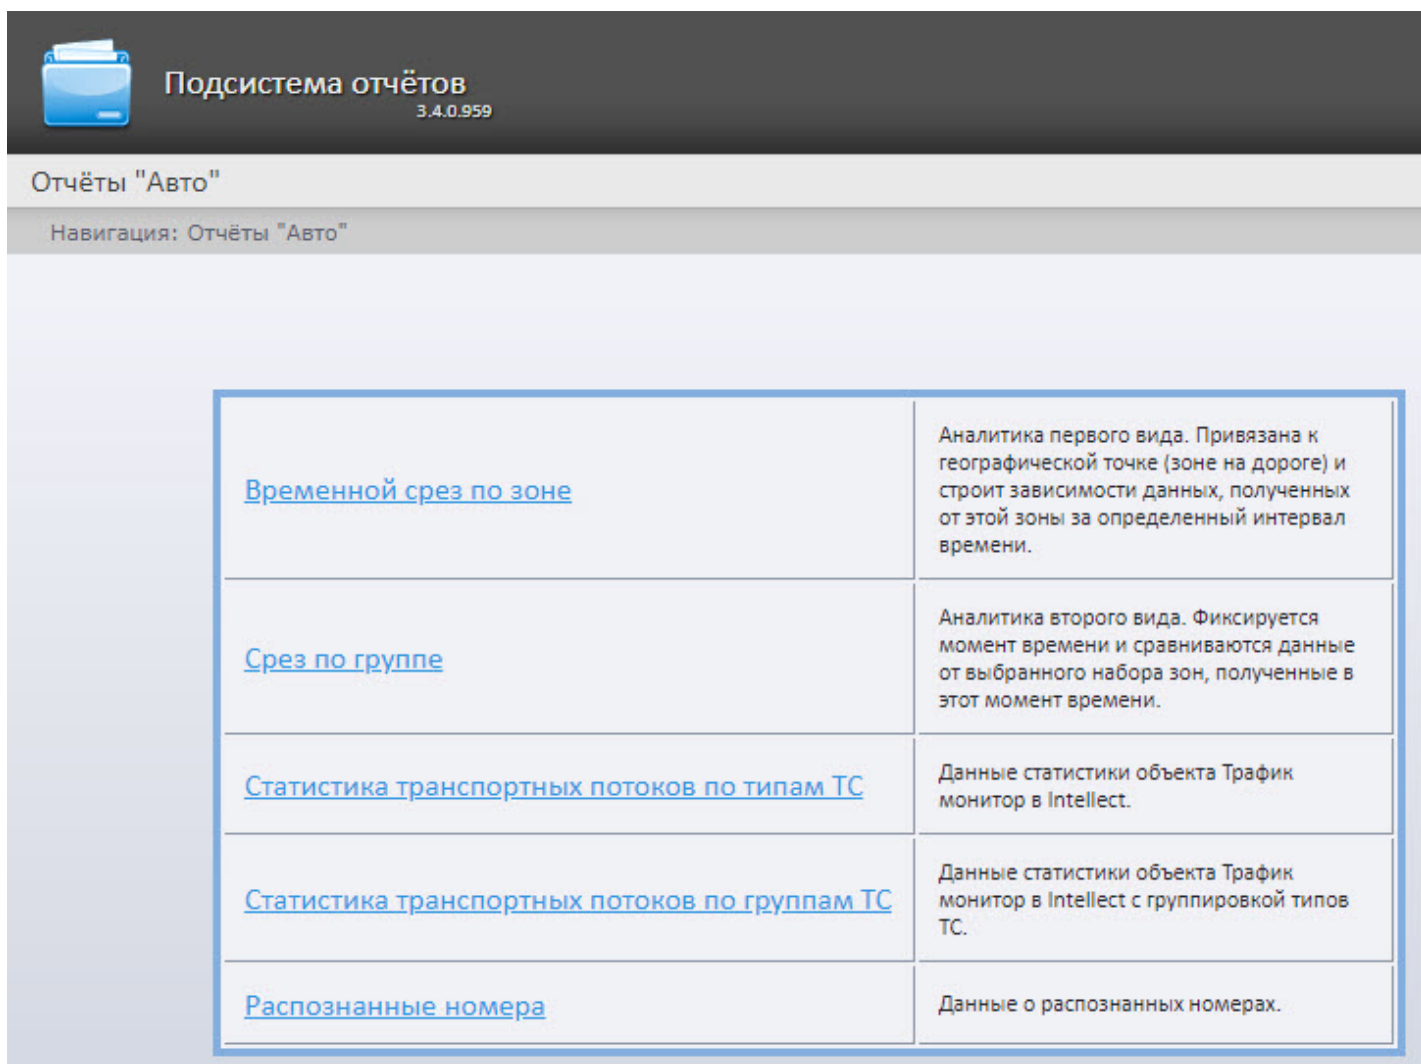 Подсистема отчётов
3.4.0.959
Отчёты "Авто"
Навигация: Отчёты "Авто"
Временной срез по зоне
Аналитика первого вида. Привязана к
географической точке (зоне на дороге) и
строит зависимости данных, полученных
от этой зоны за определенный интервал
времени.
Срез по группе
Аналитика второго вида. Фиксируется
момент времени и сравниваются данные
от выбранного набора зон, полученные в
этот момент времени.
Статистика транспортных потоков по типам ТС
Данные статистики объекта Трафик
монитор в Intellect.
Статистика транспортных потоков по группам ТС
Данные статистики объекта Трафик
монитор в Intellect с группировкой типов
ТС.
Распознанные номера
Данные о распознанных номерах.